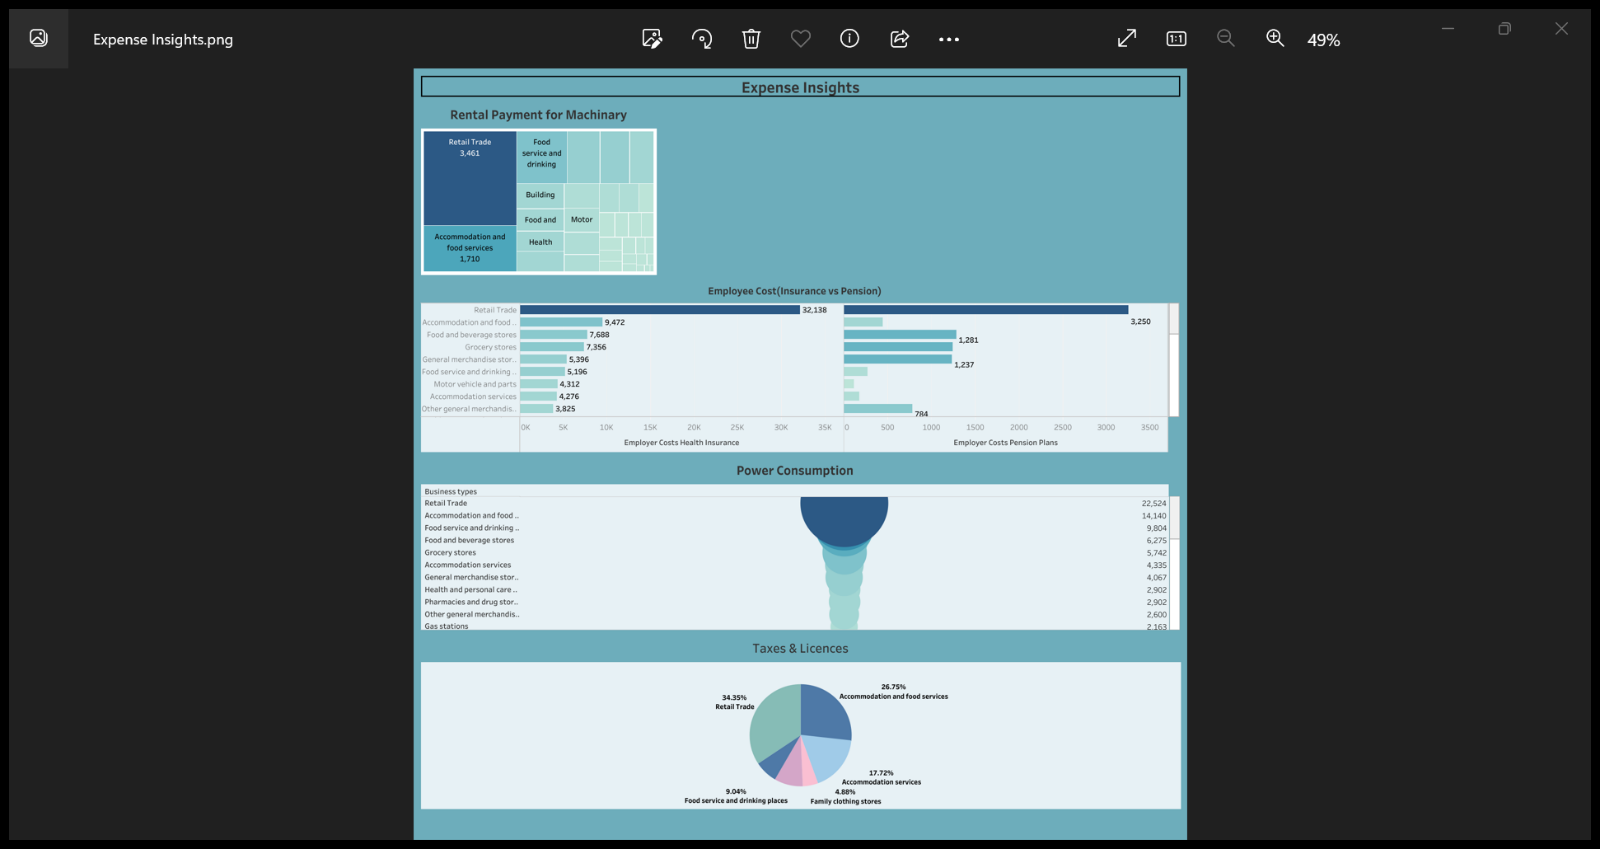 Expense Insights.png
49%
Expense Insights
Rental Payment for Machinary
Retail Trade
3,461
Food
service and
drinking
Building
Food and
Motor
Health
Accommodation and
food services
1,710
Employee Cost(Insurance vs Pension)
Retail Trade
32,138
3,250
Accommodation and food ..
9,472
Food and beverage stores
7,688
1,281
Grocery stores
7,356
General merchandise stor..
5,396
1,237
Food service and drinking ..
5,196
Motor vehicle and parts
4,312
Accommodation services
4,276
Other general merchandis..
3,825
784
0K 5K 10K 15K 20K 25K 30K 35K 0 500 1000 1500 2000 2500 3000 3500
Employer Costs Health Insurance
Employer Costs Pension Plans
Power Consumption
Business types
Retail Trade 22,524
Accommodation and food .. 14,140
Food service and drinking .. 9,804
Food and beverage stores 6,275
Grocery stores 5,742
Accommodation services 4,335
General merchandise stor.. 4,067
Health and personal care .. 2,902
Pharmacies and drug stor.. 2,902
Other general merchandis.. 2,600
Gas stations 2,163
Taxes & Licences
26.75%
Accommodation and food services
34.35%
Retail Trade
17.72%
Accommodation services
9.04%
Food service and drinking places
4.88%
Family clothing stores